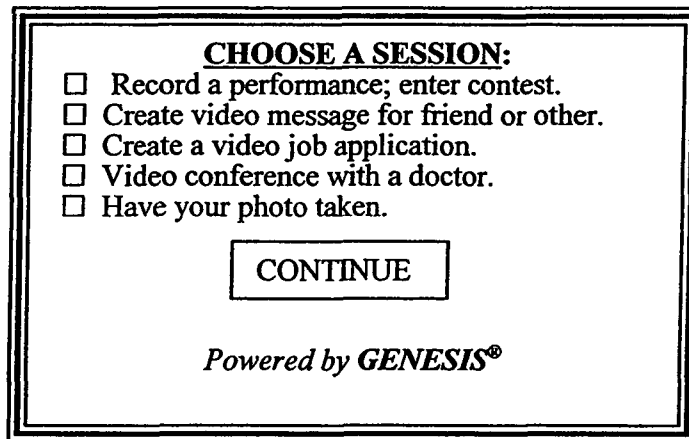 CHOOSE A SESSION:
☐ Record a performance; enter contest.
☐ Create video message for friend or other.
☐ Create a video job application.
☐ Video conference with a doctor.
☐ Have your photo taken.
CONTINUE
Powered by GENESIS®